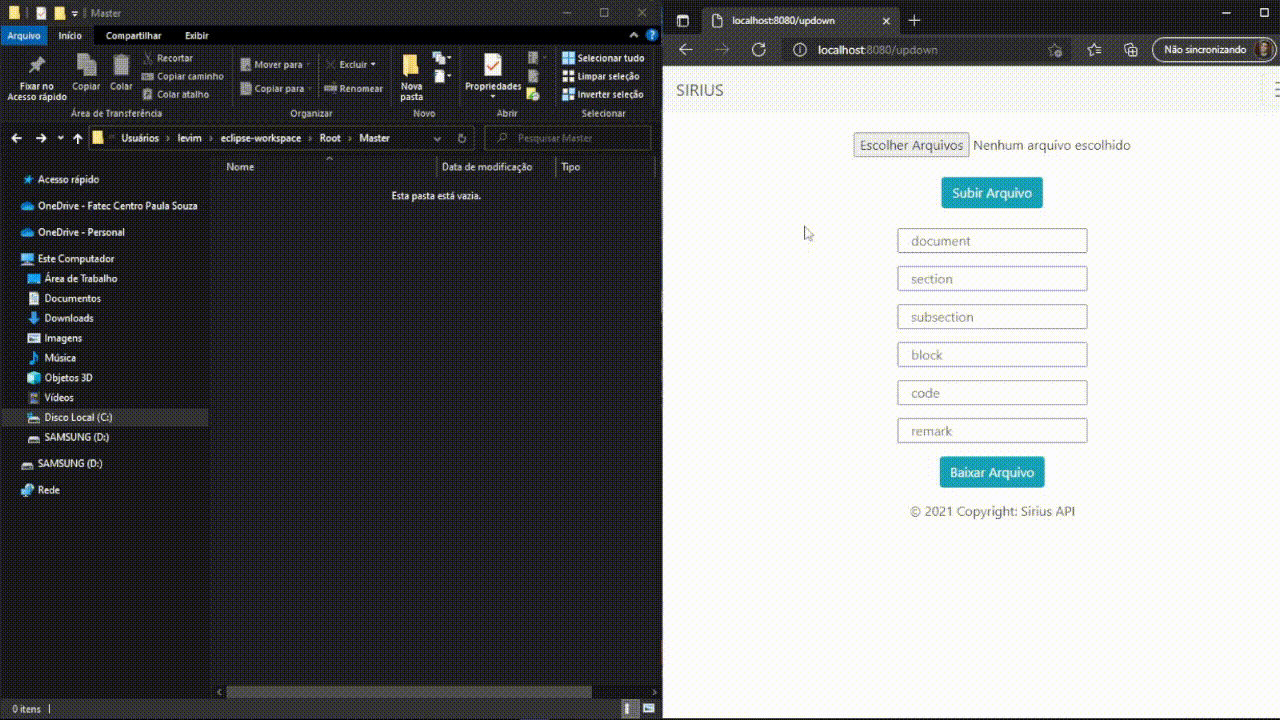 Master
Arquivo Início Compartilhar Exibir
Fixar no Acesso rápido
Copiar
Colar
Recortar
Copiar caminho
Colar atalho
Área de Transferência
Mover para
Copiar para
Excluir
Renomear
Organizar
Nova pasta
Novo
Propriedades
Abrir
Selecionar tudo
Limpar seleção
Inverter seleção
Selecionar
Usuários > levim > eclipse-workspace > Root > Master
Pesquisar Master
Nome Data de modificação Tipo
Esta pasta está vazia.
Acesso rápido
OneDrive - Fatec Centro Paula Souza
OneDrive - Personal
Este Computador
Área de Trabalho
Documentos
Downloads
Imagens
Música
Objetos 3D
Vídeos
Disco Local (C:)
SAMSUNG (D:)
SAMSUNG (D:)
Rede
0 itens
localhost:8080/updown
localhost:8080/updown
Não sincronizando
SIRIUS
Escolher Arquivos Nenhum arquivo escolhido
Subir Arquivo
document
section
subsection
block
code
remark
Baixar Arquivo
© 2021 Copyright: Sirius API